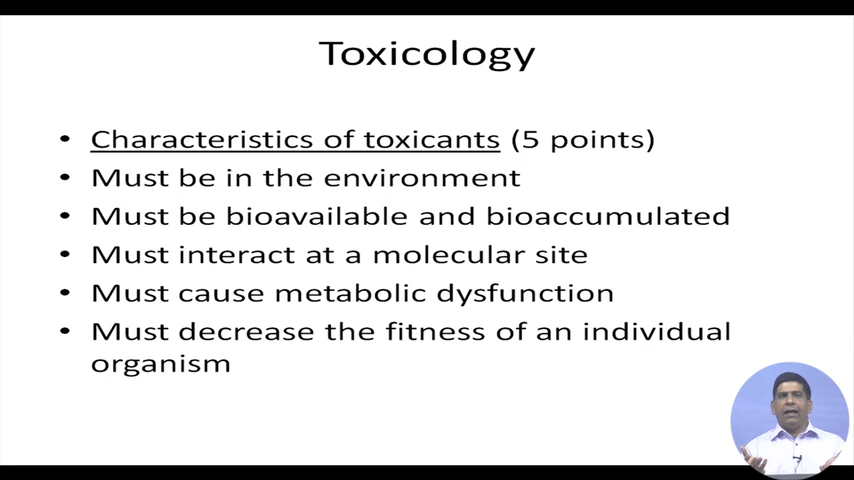 Toxicology
• Characteristics of toxicants (5 points)
• Must be in the environment
• Must be bioavailable and bioaccumulated
• Must interact at a molecular site
• Must cause metabolic dysfunction
• Must decrease the fitness of an individual
organism